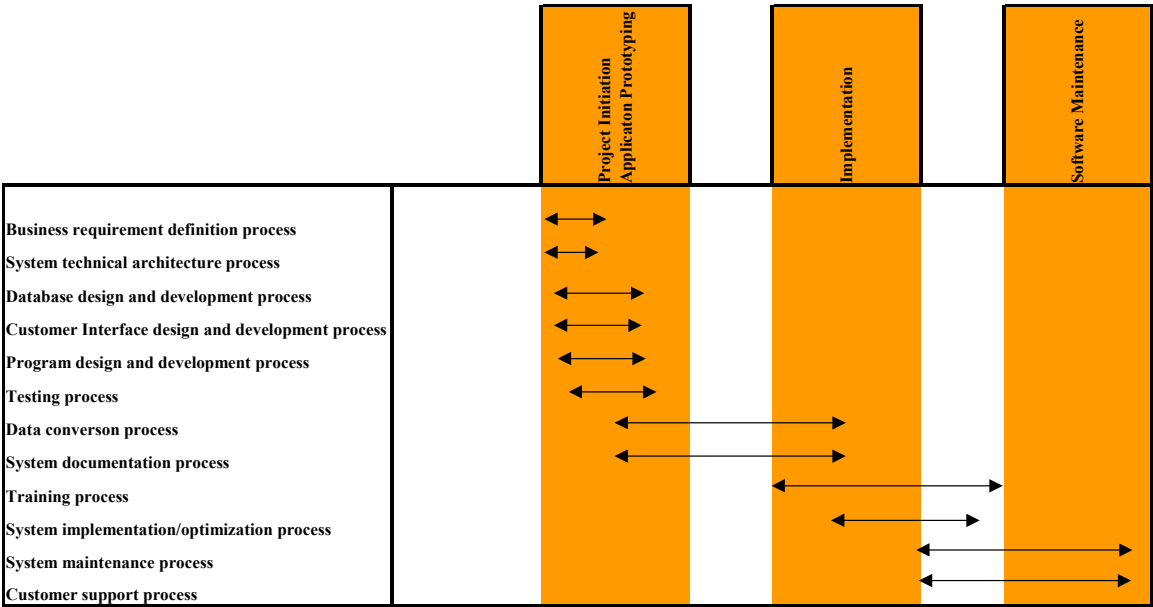 Project Initiation
Applicaton Prototyping
Implementation
Software Maintenance
Business requirement definition process
System technical architecture process
Database design and development process
Customer Interface design and development process
Program design and development process
Testing process
Data converson process
System documentation process
Training process
System implementation/optimization process
System maintenance process
Customer support process